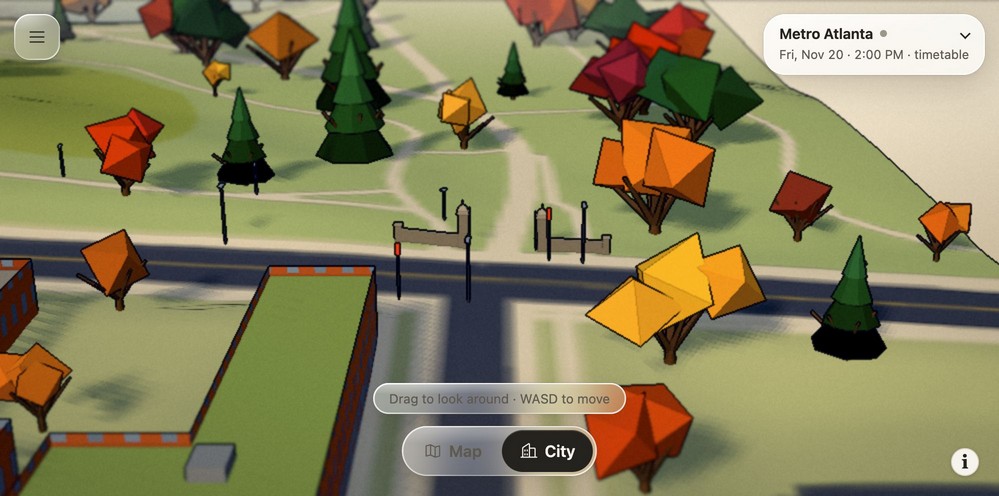 Metro Atlanta
Fri, Nov 20 · 2:00 PM · timetable
Drag to look around · WASD to move
Map
City